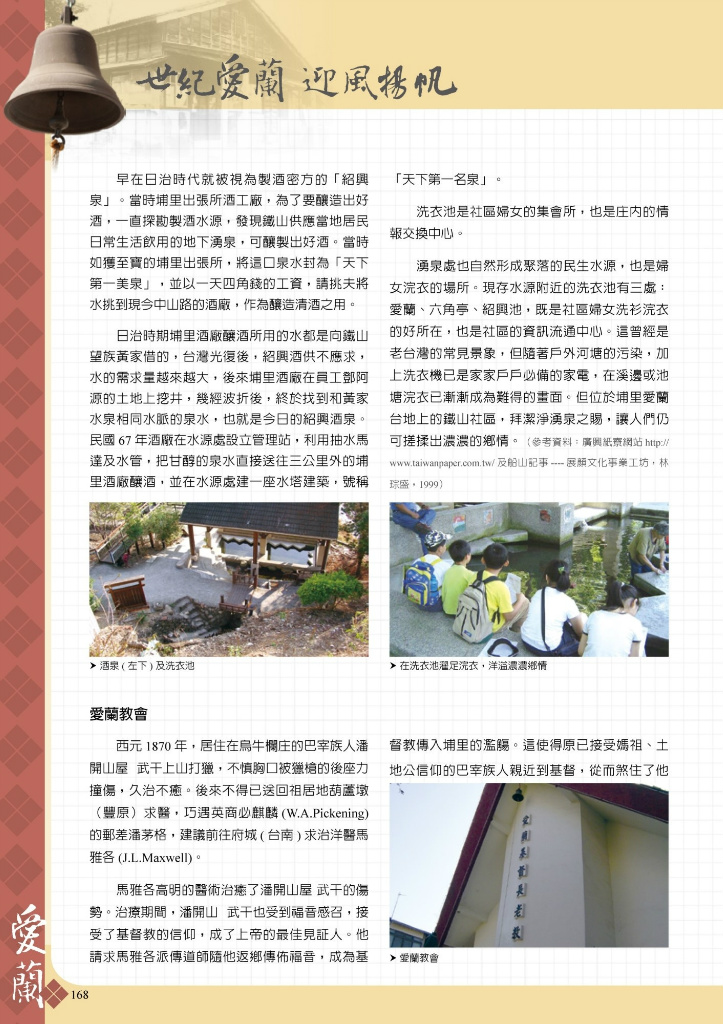 世紀愛蘭 迎風揚帆
早在日治時代就被視為製酒密方的「紹興
泉」。當時埔里出張所酒工廠，為了要釀造出好
酒，一直探勘製酒水源，發現鐵山供應當地居民
日常生活飲用的地下湧泉，可釀製出好酒。當時
如獲至寶的埔里出張所，將這口泉水封為「天下
第一美泉」，並以一天四角錢的工資，請挑夫將
水挑到現今中山路的酒廠，作為釀造清酒之用。
日治時期埔里酒廠釀酒所用的水都是向鐵山
望族黃家借的，台灣光復後，紹興酒供不應求，
水的需求量越來越大，後來埔里酒廠在員工鄧阿
源的土地上挖井，幾經波折後，終於找到和黃家
水泉相同水脈的泉水，也就是今日的紹興酒泉。
民國 67 年酒廠在水源處設立管理站，利用抽水馬
達及水管，把甘醇的泉水直接送往三公里外的埔
里酒廠釀酒，並在水源處建一座水塔建築，號稱
「天下第一名泉」。
洗衣池是社區婦女的集會所，也是庄內的情
報交換中心。
湧泉處也自然形成聚落的民生水源，也是婦
女浣衣的場所。現存水源附近的洗衣池有三處：
愛蘭、六角亭、紹興池，既是社區婦女洗衫浣衣
的好所在，也是社區的資訊流通中心。這曾經是
老台灣的常見景象，但隨著戶外河塘的污染，加
上洗衣機已是家家戶戶必備的家電，在溪邊或池
塘浣衣已漸漸成為難得的畫面。但位於埔里愛蘭
台地上的鐵山社區，拜潔淨湧泉之賜，讓人們仍
可搓揉出濃濃的鄉情。（參考資料：廣興紙寮網站 http://
www.taiwanpaper.com.tw/ 及船山記事 ---- 展顏文化事業工坊，林
琮盛，1999）
➤ 酒泉 ( 左下 ) 及洗衣池
➤ 在洗衣池濯足浣衣，洋溢濃濃鄉情
愛蘭教會
西元 1870 年，居住在烏牛欄庄的巴宰族人潘
開山屋 武干上山打獵，不慎胸口被獵槍的後座力
撞傷，久治不癒。後來不得已送回祖居地葫蘆墩
（豐原）求醫，巧遇英商必麒麟 (W.A.Pickening)
的郵差潘茅格，建議前往府城 ( 台南 ) 求治洋醫馬
雅各 (J.L.Maxwell)。
馬雅各高明的醫術治癒了潘開山屋 武干的傷
勢。治療期間，潘開山 武干也受到福音感召，接
受了基督教的信仰，成了上帝的最佳見証人。他
請求馬雅各派傳道師隨他返鄉傳佈福音，成為基
督教傳入埔里的濫觴。這使得原已接受媽祖、土
地公信仰的巴宰族人親近到基督，從而煞住了他
愛蘭基督長老教
➤ 愛蘭教會
愛蘭
168